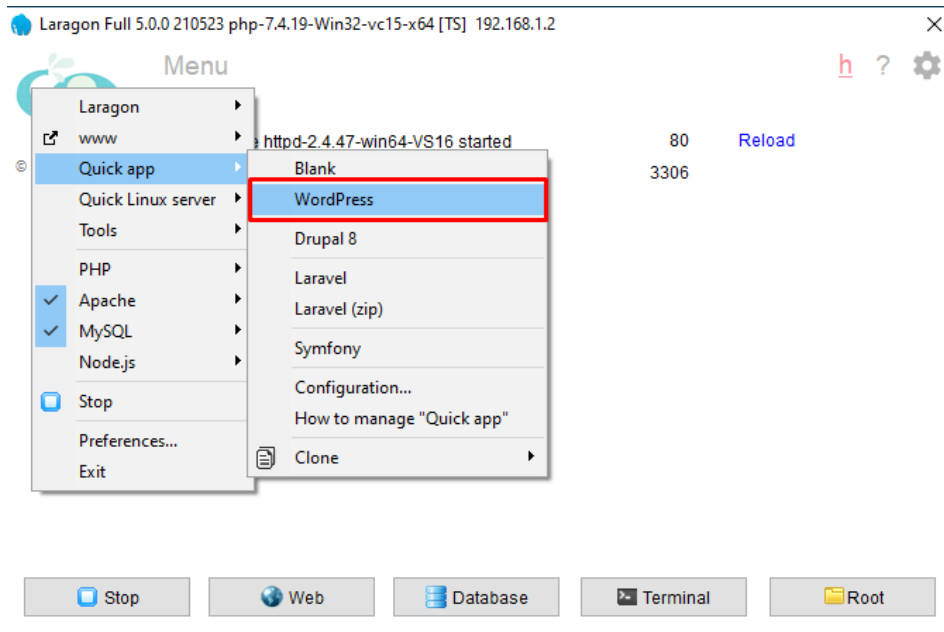 Laragon Full 5.0.0 210523 php-7.4.19-Win32-vc15-x64 [TS] 192.168.1.2
Menu
h ?
Laragon
www
Quick app
Quick Linux server
Tools
PHP
Apache
MySQL
Node.js
Stop
Preferences...
Exit
httpd-2.4.47-win64-VS16 started 80 Reload
3306
©
Blank
WordPress
Drupal 8
Laravel
Laravel (zip)
Symfony
Configuration...
How to manage "Quick app"
Clone
Stop Web Database Terminal Root